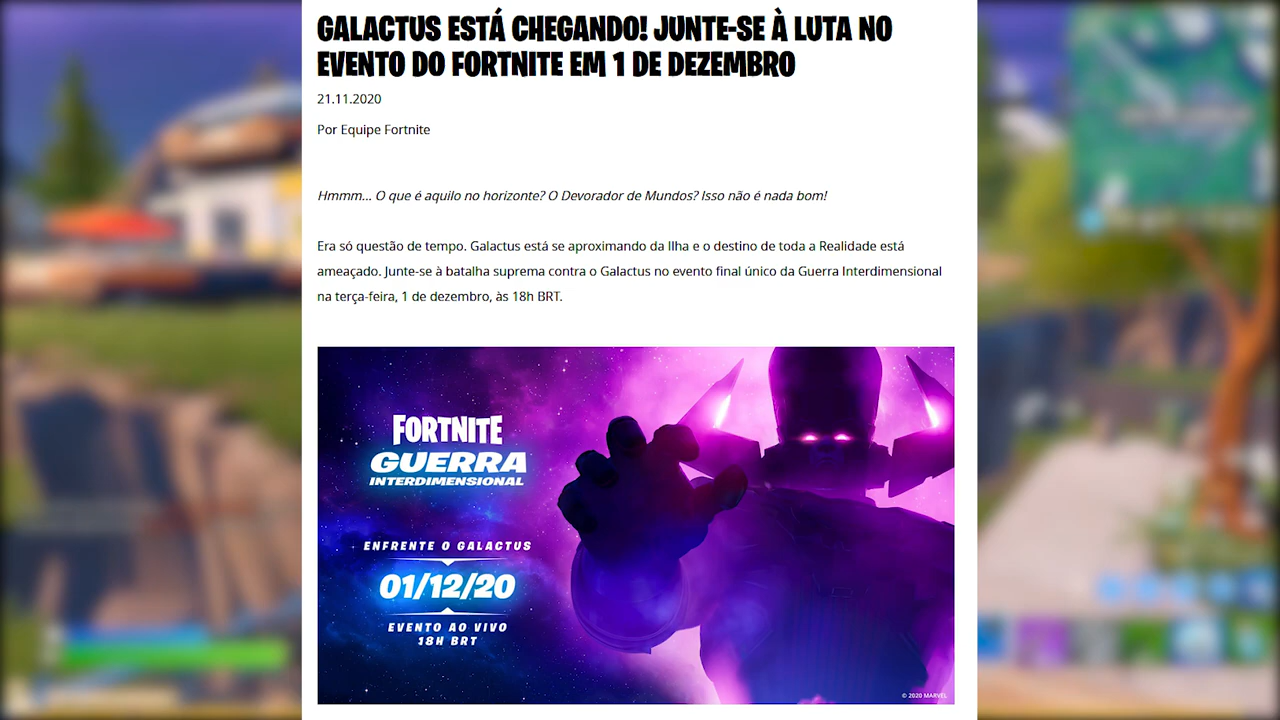 GALACTUS ESTÁ CHEGANDO! JUNTE-SE À LUTA NO
EVENTO DO FORTNITE EM 1 DE DEZEMBRO
21.11.2020
Por Equipe Fortnite
Hmmm... O que é aquilo no horizonte? O Devorador de Mundos? Isso não é nada bom!
Era só questão de tempo. Galactus está se aproximando da Ilha e o destino de toda a Realidade está
ameaçado. Junte-se à batalha suprema contra o Galactus no evento final único da Guerra Interdimensional
na terça-feira, 1 de dezembro, às 18h BRT.
FORTNITE
GUERRA
INTERDIMENSIONAL
ENFRENTE O GALACTUS
01/12/20
EVENTO AO VIVO
18H BRT
© 2020 MARVEL